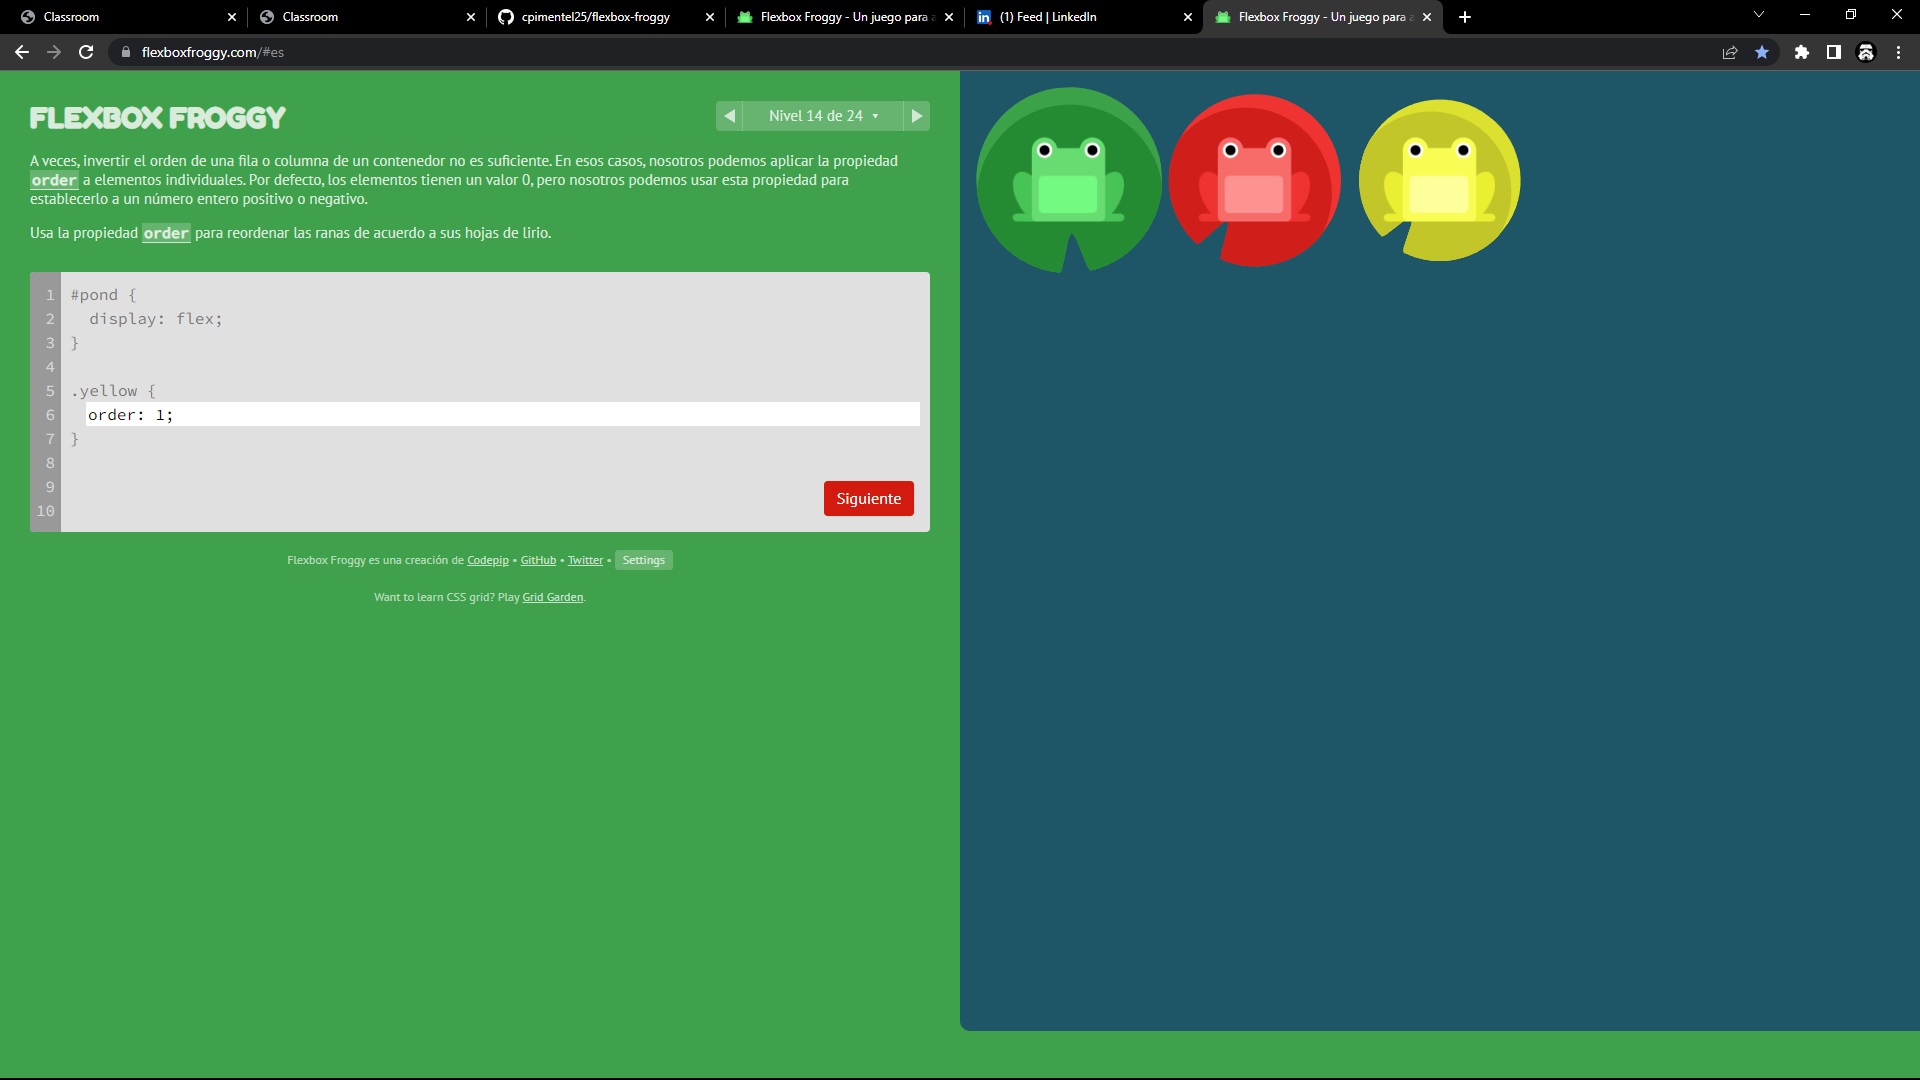 Classroom
Classroom
cpimentel25/flexbox-froggy
Flexbox Froggy - Un juego para
(1) Feed | LinkedIn
Flexbox Froggy - Un juego para
flexboxfroggy.com/#es
FLEXBOX FROGGY
Nivel 14 de 24
A veces, invertir el orden de una fila o columna de un contenedor no es suficiente. En esos casos, nosotros podemos aplicar la propiedad
order a elementos individuales. Por defecto, los elementos tienen un valor 0, pero nosotros podemos usar esta propiedad para
establecerlo a un número entero positivo o negativo.
Usa la propiedad order para reordenar las ranas de acuerdo a sus hojas de lirio.
1 #pond {
2 display: flex;
3 }
4
5 .yellow {
6 order: 1;
7 }
8
9
10
Siguiente
Flexbox Froggy es una creación de Codepip • GitHub • Twitter • Settings
Want to learn CSS grid? Play Grid Garden.